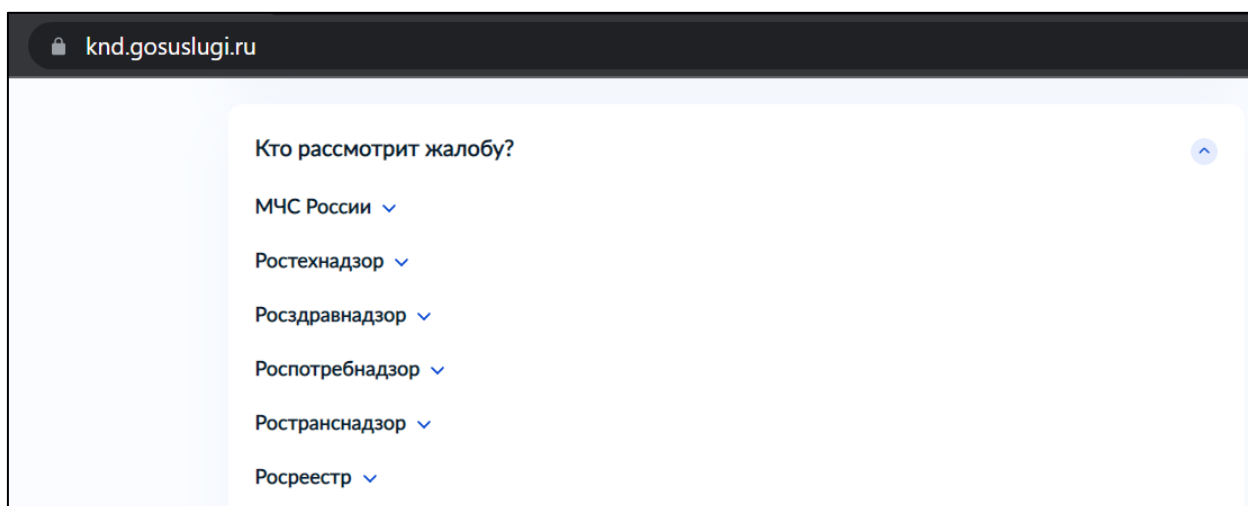 knd.gosuslugi.ru
Кто рассмотрит жалобу?
МЧС России
Ростехнадзор
Росздравнадзор
Роспотребнадзор
Ространснадзор
Росреестр